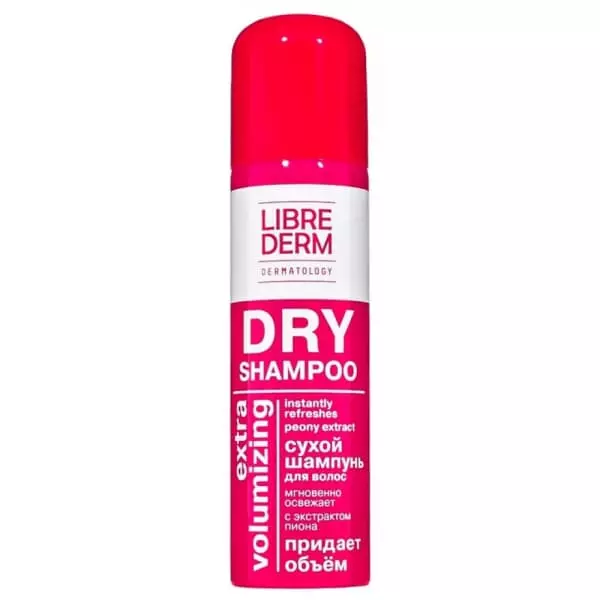 LIBRE
DERM
DERMATOLOGY
DRY
SHAMPOO
extra
volumizing
instantly
refreshes
peony extract
сухой
шампунь
для волос
мгновенно
освежает
с экстрактом
пиона
придает
объём